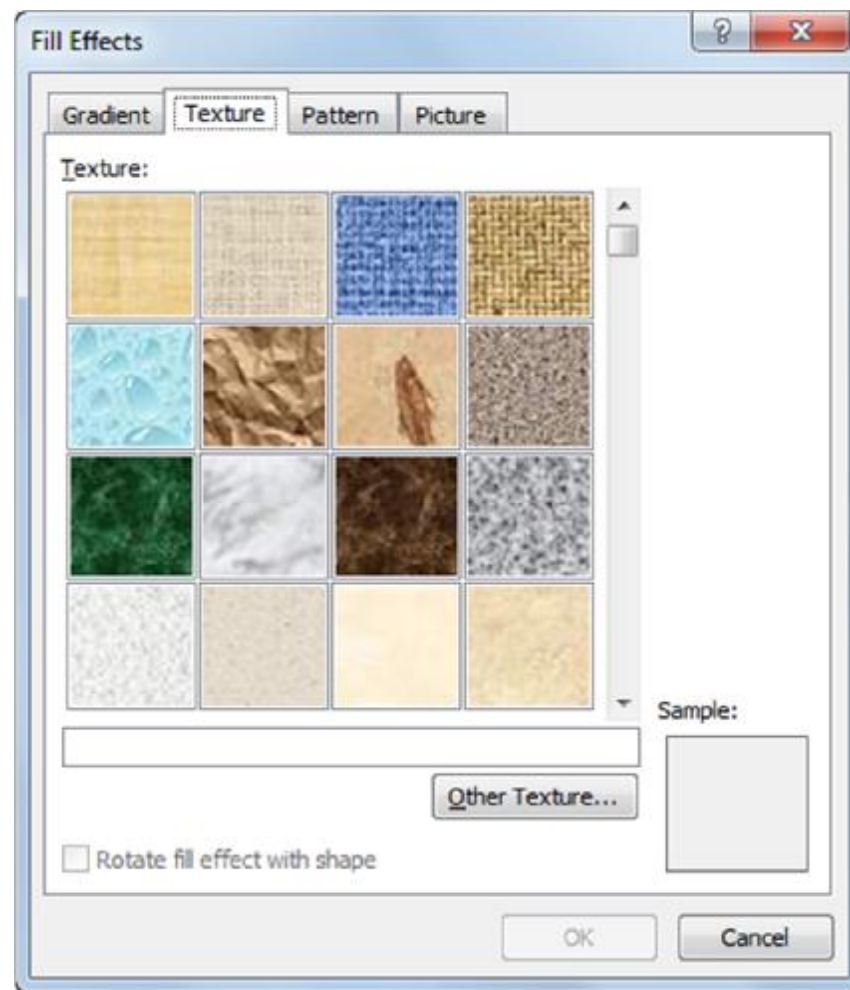 Fill Effects
Gradient Texture Pattern Picture
Texture:
Sample:
Other Texture...
Rotate fill effect with shape
OK Cancel